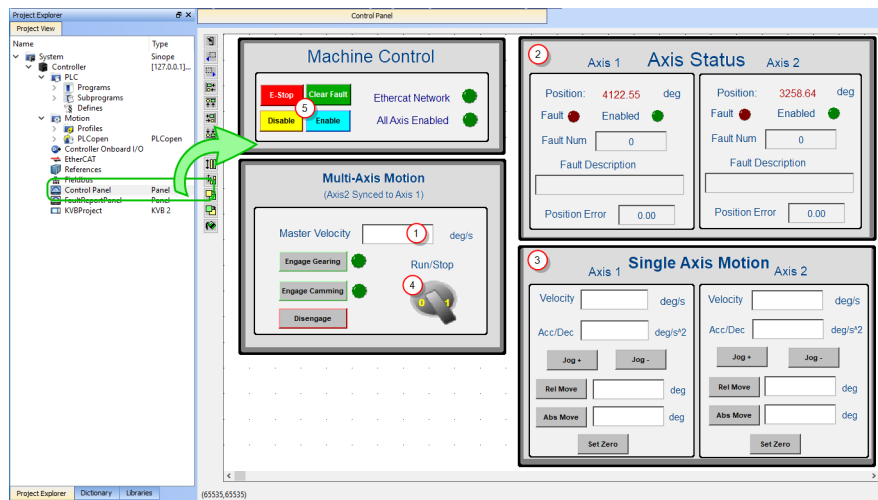 Project Explorer
Control Panel
Project View
Name Type
System Sinope
Controller [127.0.0.1]...
PLC
Programs
Subprograms
Defines
Motion
Profiles
PLCopen PLCopen
Controller Onboard I/O
EtherCAT
References
Fieldbus
Control Panel Panel
FaultReportPanel Panel
KVBProject KVB 2
Machine Control
E-Stop Clear Fault
5
Disable Enable
Ethercat Network
All Axis Enabled
Multi-Axis Motion
(Axis2 Synced to Axis 1)
Master Velocity 1 deg/s
Engage Gearing Run/Stop
4
Engage Camming 0 1
Disengage
2
Axis 1 Axis Status Axis 2
Position: 4122.55 deg
Fault Enabled
Fault Num 0
Fault Description
Position Error 0.00
Position: 3258.64 deg
Fault Enabled
Fault Num 0
Fault Description
Position Error 0.00
3
Axis 1 Single Axis Motion Axis 2
Velocity deg/s
Acc/Dec deg/s^2
Jog + Jog -
Rel Move deg
Abs Move deg
Set Zero
Velocity deg/s
Acc/Dec deg/s^2
Jog + Jog -
Rel Move deg
Abs Move deg
Set Zero
Project Explorer Dictionary Libraries
(65535,65535)